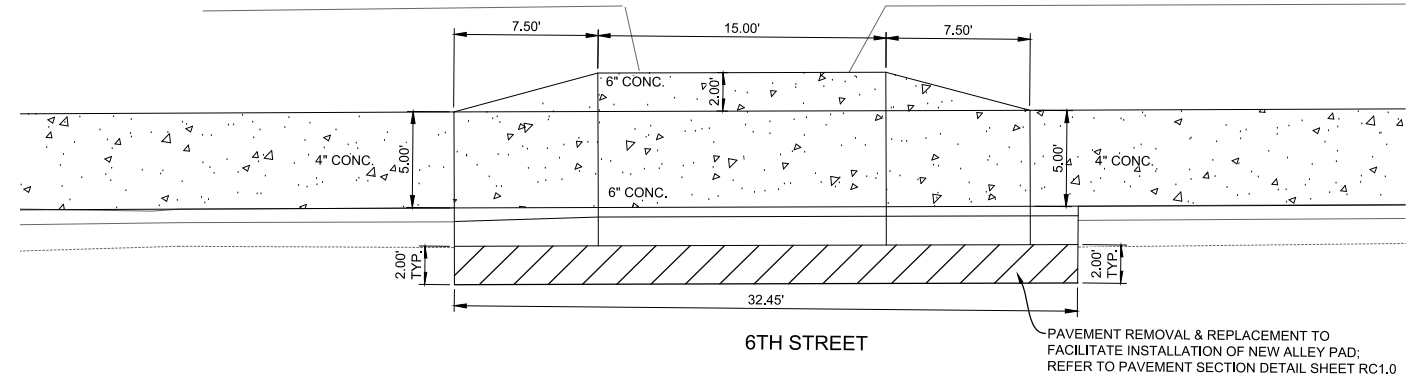 7.50'
15.00'
7.50'
6" CONC.
2.00'
4" CONC.
5.00'
5.00'
4" CONC.
6" CONC.
2.00'
TYP.
2.00'
TYP.
32.45'
6TH STREET
PAVEMENT REMOVAL & REPLACEMENT TO
FACILITATE INSTALLATION OF NEW ALLEY PAD;
REFER TO PAVEMENT SECTION DETAIL SHEET RC1.0